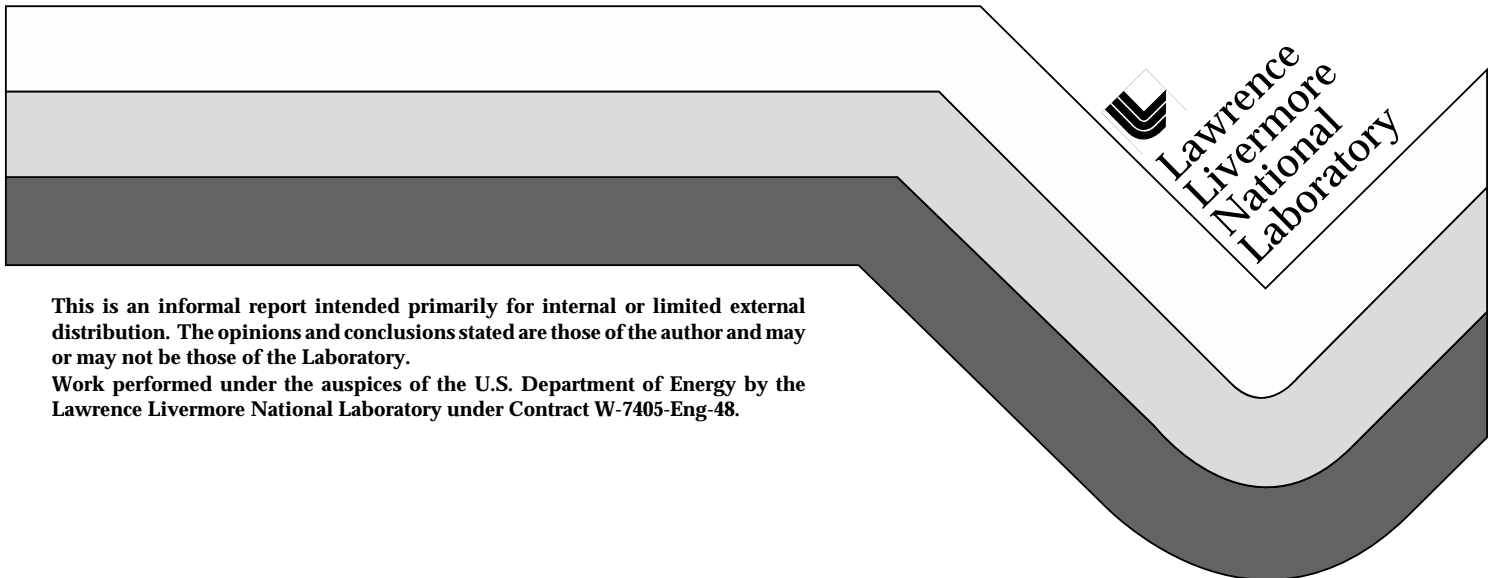 Lawrence
Livermore
National
Laboratory
This is an informal report intended primarily for internal or limited external
distribution. The opinions and conclusions stated are those of the author and may
or may not be those of the Laboratory.
Work performed under the auspices of the U.S. Department of Energy by the
Lawrence Livermore National Laboratory under Contract W-7405-Eng-48.